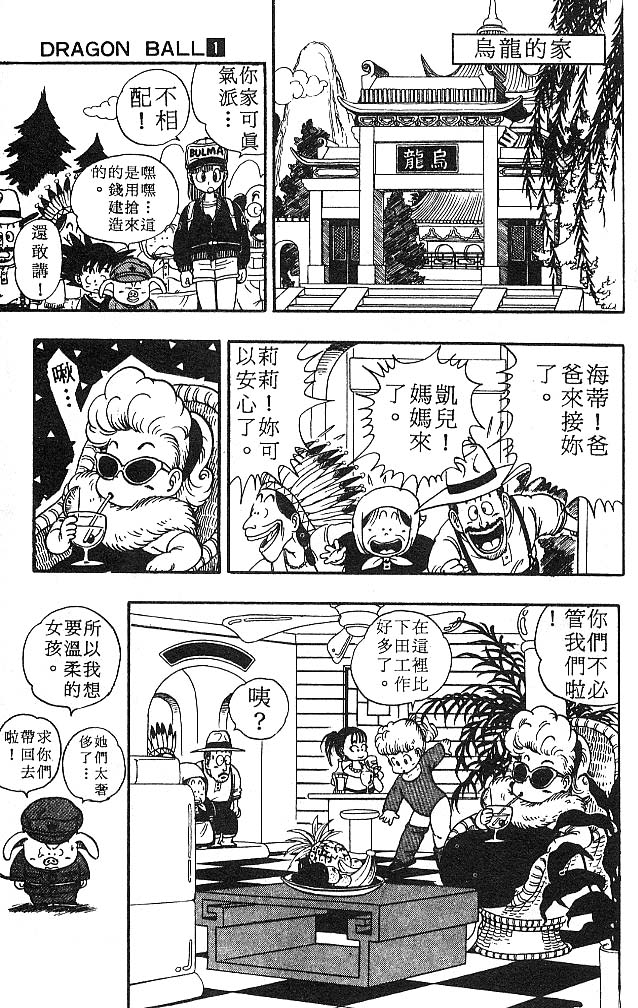 DRAGON BALL 1
烏龍的家
烏龍
你家可真
氣派…
不相
配！
BULMA
嘿嘿…這
是用搶來
的錢建造
的。
還敢講！
海蒂！爸
爸來接妳
了。
凱兒！
媽媽來
了。
莉莉！妳可
以安心了。
啾…
你們不必
管我們啦
！
在這裡比
下田工作
好多了。
咦？
所以我想
要溫柔的
女孩。
她們太奢
侈了…
求你們
帶回去
啦！